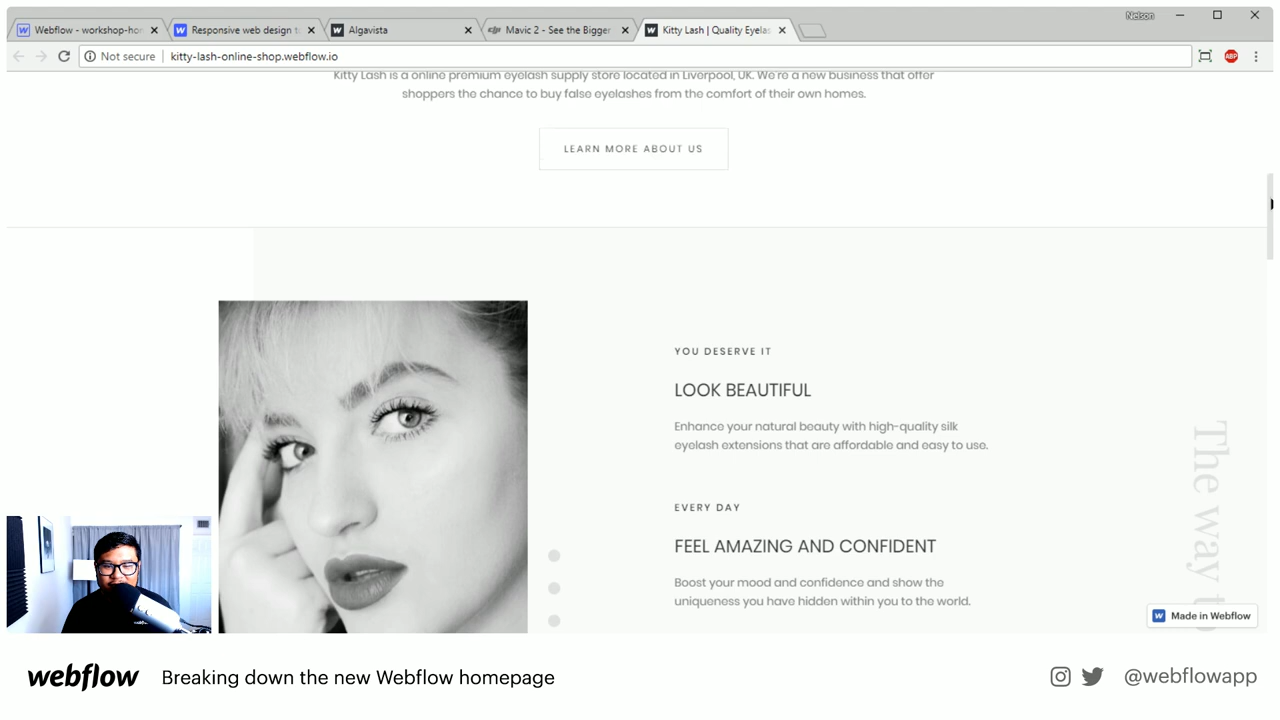 Nelson
Webflow - workshop-ho
Responsive web design t
Algavista
Mavic 2 - See the Bigger
Kitty Lash | Quality Eyela
Not secure
kitty-lash-online-shop.webflow.io
ABP
Kitty Lash is a online premium eyelash supply store located in Liverpool, UK. We're a new business that offer
shoppers the chance to buy false eyelashes from the comfort of their own homes.
LEARN MORE ABOUT US
YOU DESERVE IT
LOOK BEAUTIFUL
Enhance your natural beauty with high-quality silk
eyelash extensions that are affordable and easy to use.
EVERY DAY
FEEL AMAZING AND CONFIDENT
Boost your mood and confidence and show the
uniqueness you have hidden within you to the world.
The way
Made in Webflow
webflow
Breaking down the new Webflow homepage
@webflowapp